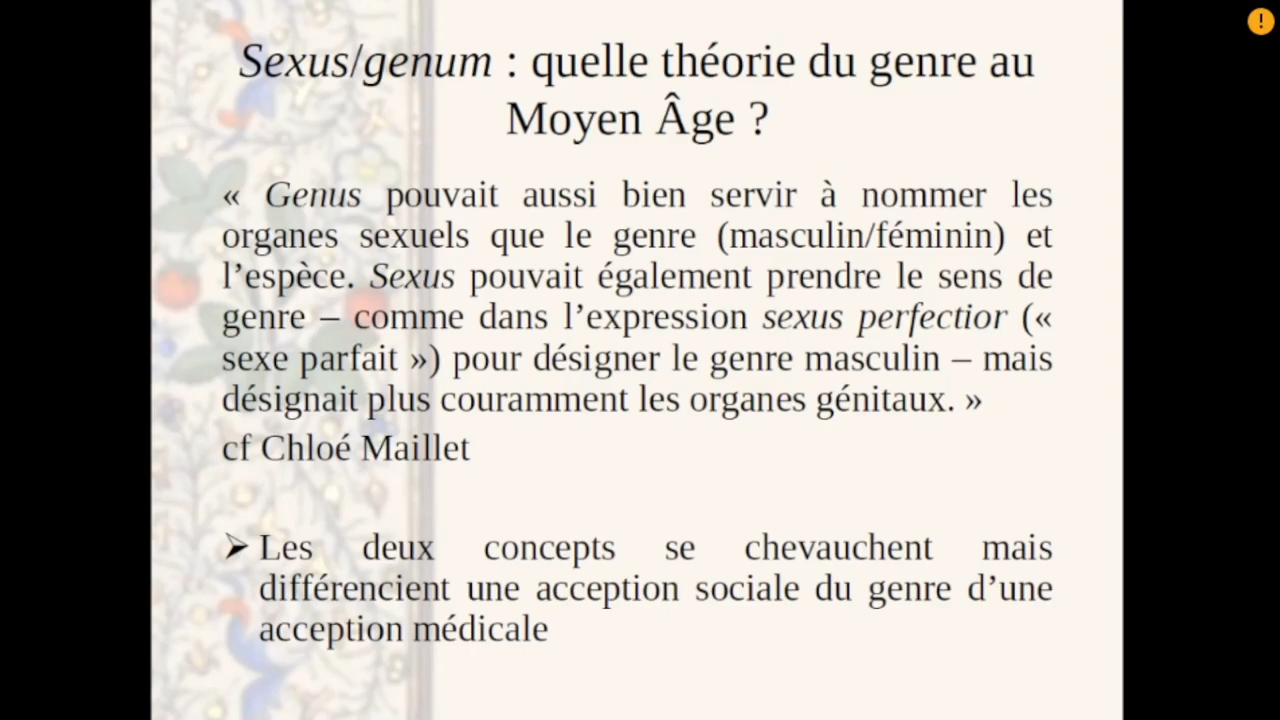 Sexus/genum : quelle théorie du genre au
Moyen Âge ?
« Genus pouvait aussi bien servir à nommer les
organes sexuels que le genre (masculin/féminin) et
l’espèce. Sexus pouvait également prendre le sens de
genre – comme dans l’expression sexus perfectior («
sexe parfait ») pour désigner le genre masculin – mais
désignait plus couramment les organes génitaux. »
cf Chloé Maillet
➢ Les deux concepts se chevauchent mais
différencient une acception sociale du genre d’une
acception médicale
!